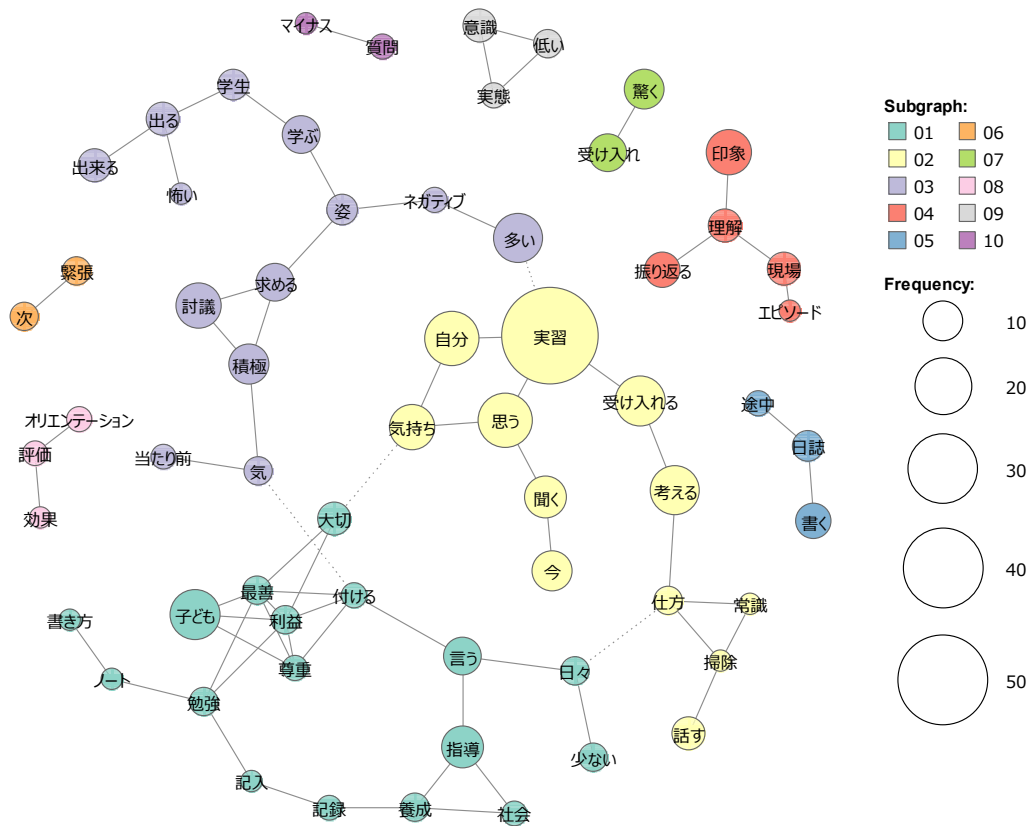 マイナス
質問
意識
低い
実態
学生
出る
学ぶ
出来る
怖い
驚く
受け入れ
印象
姿
ネガティブ
多い
理解
振り返る
現場
エピソード
緊張
次
求める
討議
積極
自分
実習
受け入れる
気持ち
思う
途中
日誌
書く
オリエンテーション
評価
効果
当たり前
気
聞く
考える
大切
今
最善
付ける
子ども
利益
尊重
仕方
常識
掃除
話す
書き方
ノート
勉強
言う
日々
指導
少ない
記入
記録
養成
社会
Subgraph:
01
06
02
07
03
08
04
09
05
10
Frequency:
10
20
30
40
50